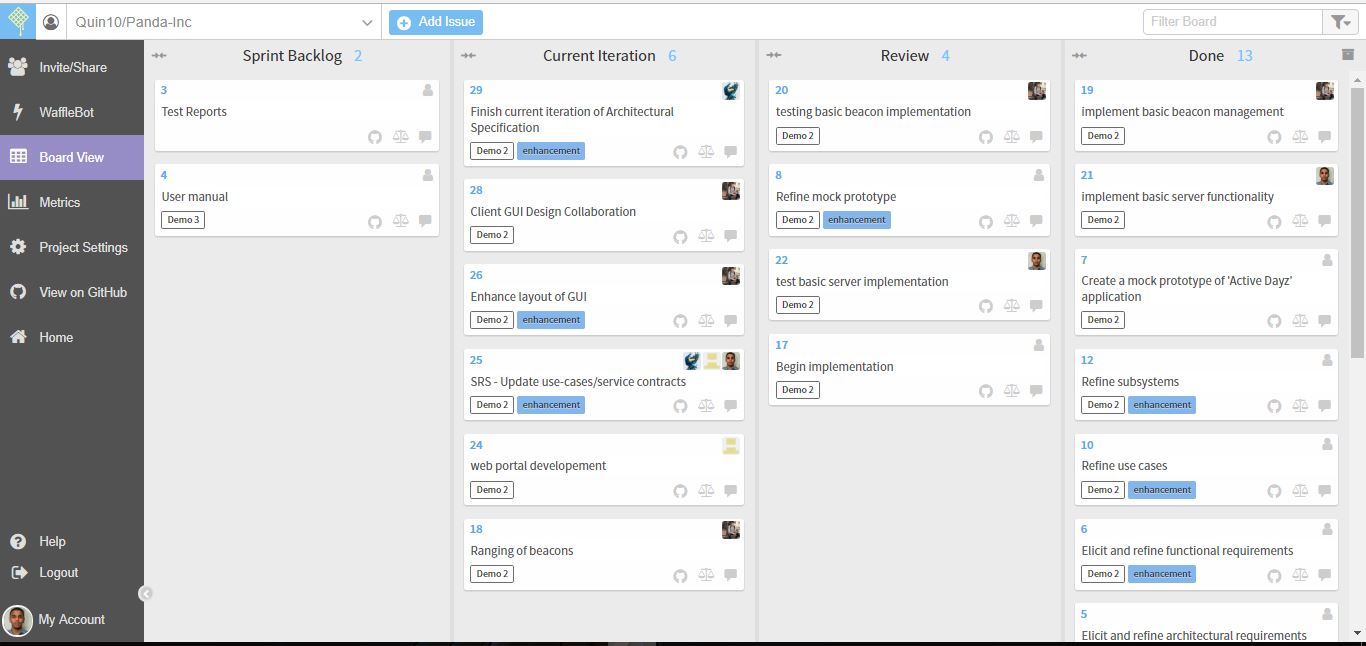 Quin10/Panda-Inc
Add Issue
Filter Board
Invite/Share
WaffleBot
Board View
Metrics
Project Settings
View on GitHub
Home
Help
Logout
My Account
Sprint Backlog 2
3
Test Reports
4
User manual
Demo 3
Current Iteration 6
29
Finish current iteration of Architectural
Specification
Demo 2 enhancement
28
Client GUI Design Collaboration
Demo 2
26
Enhance layout of GUI
Demo 2 enhancement
25
SRS - Update use-cases/service contracts
Demo 2 enhancement
24
web portal developement
Demo 2
18
Ranging of beacons
Demo 2
Review 4
20
testing basic beacon implementation
Demo 2
8
Refine mock prototype
Demo 2 enhancement
22
test basic server implementation
Demo 2
17
Begin implementation
Demo 2
Done 13
19
implement basic beacon management
Demo 2
21
implement basic server functionality
Demo 2
7
Create a mock prototype of 'Active Dayz'
application
Demo 2
12
Refine subsystems
Demo 2 enhancement
10
Refine use cases
Demo 2 enhancement
6
Elicit and refine functional requirements
Demo 2 enhancement
5
Elicit and refine architectural requirements